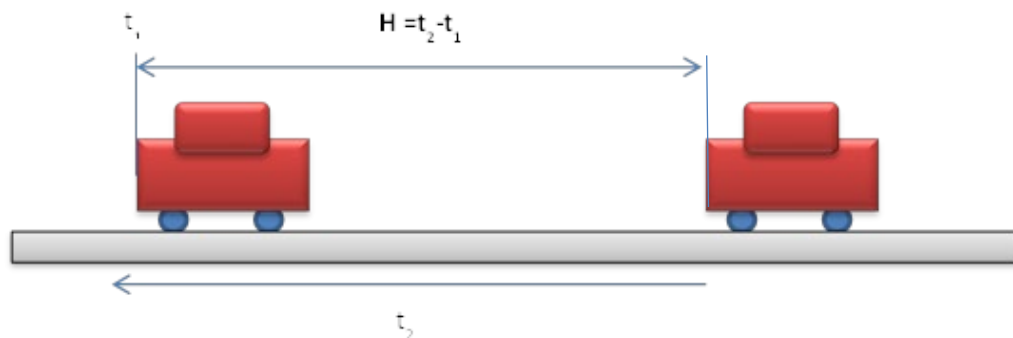 t₁
H =t₂-t₁
t₂